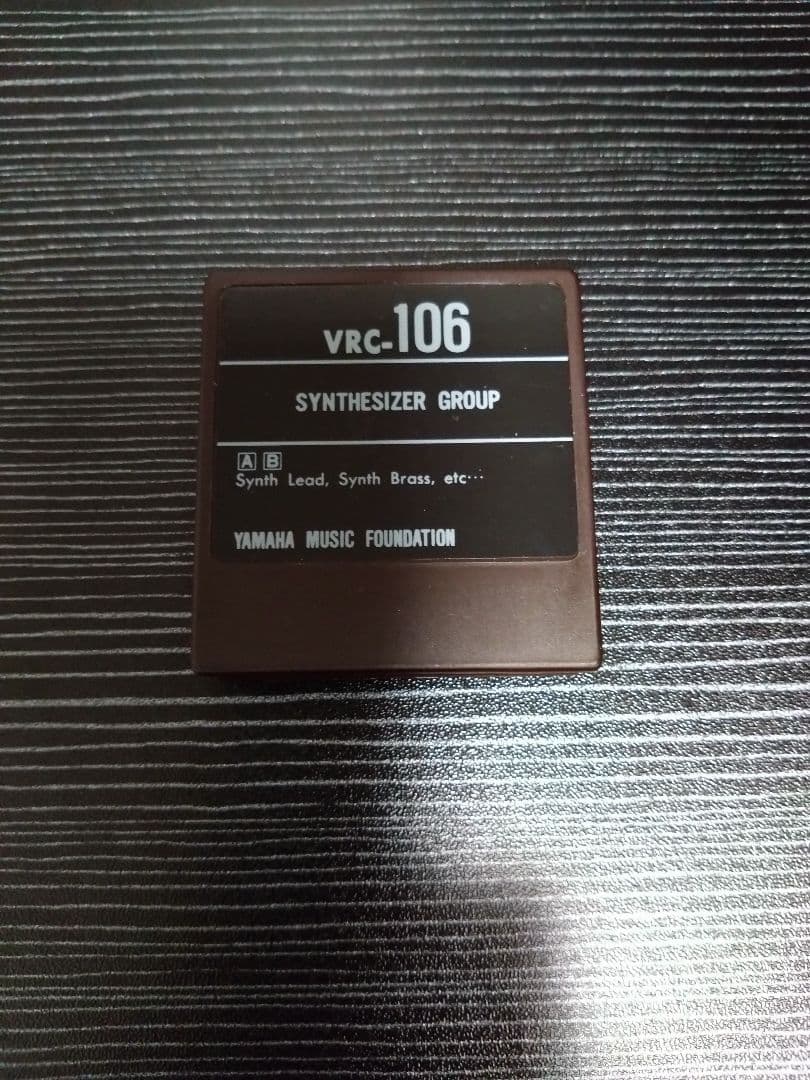 VRC-106
SYNTHESIZER GROUP
A B
Synth Lead, Synth Brass, etc···
YAMAHA MUSIC FOUNDATION